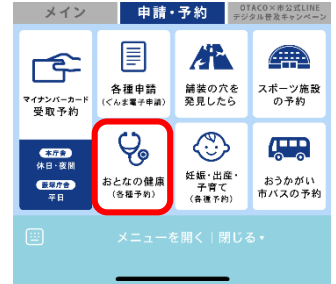 メイン
申請・予約
OTACO×市公式LINE
デジタル普及キャンペーン
マイナンバーカード
受取予約
各種申請
(ぐんま電子申請)
舗装の穴を
発見したら
スポーツ施設
の予約
本庁舎
休日・夜間
藪塚庁舎
平日
おとなの健康
(各種予約)
妊娠・出産・
子育て
(各種予約)
おうかがい
市バスの予約
メニューを開く｜閉じる▾